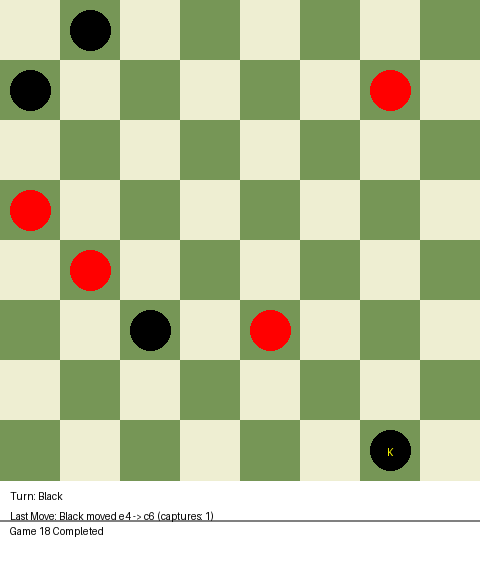 K
Turn: Black
Last Move: Black moved e4 -> c6 (captures: 1)
Game 18 Completed